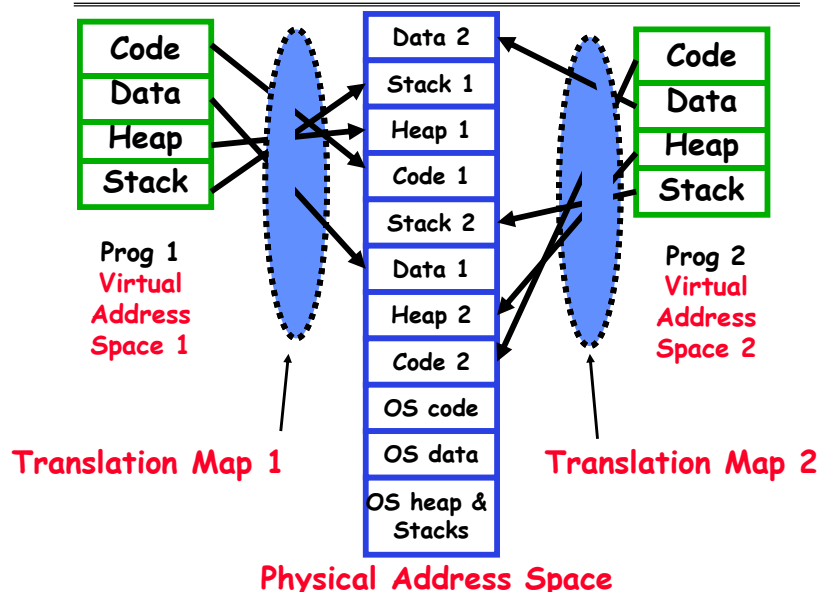 Code
Data
Heap
Stack
Prog 1
Virtual
Address
Space 1
Translation Map 1
Data 2
Stack 1
Heap 1
Code 1
Stack 2
Data 1
Heap 2
Code 2
OS code
OS data
OS heap &
Stacks
Physical Address Space
Code
Data
Heap
Stack
Prog 2
Virtual
Address
Space 2
Translation Map 2